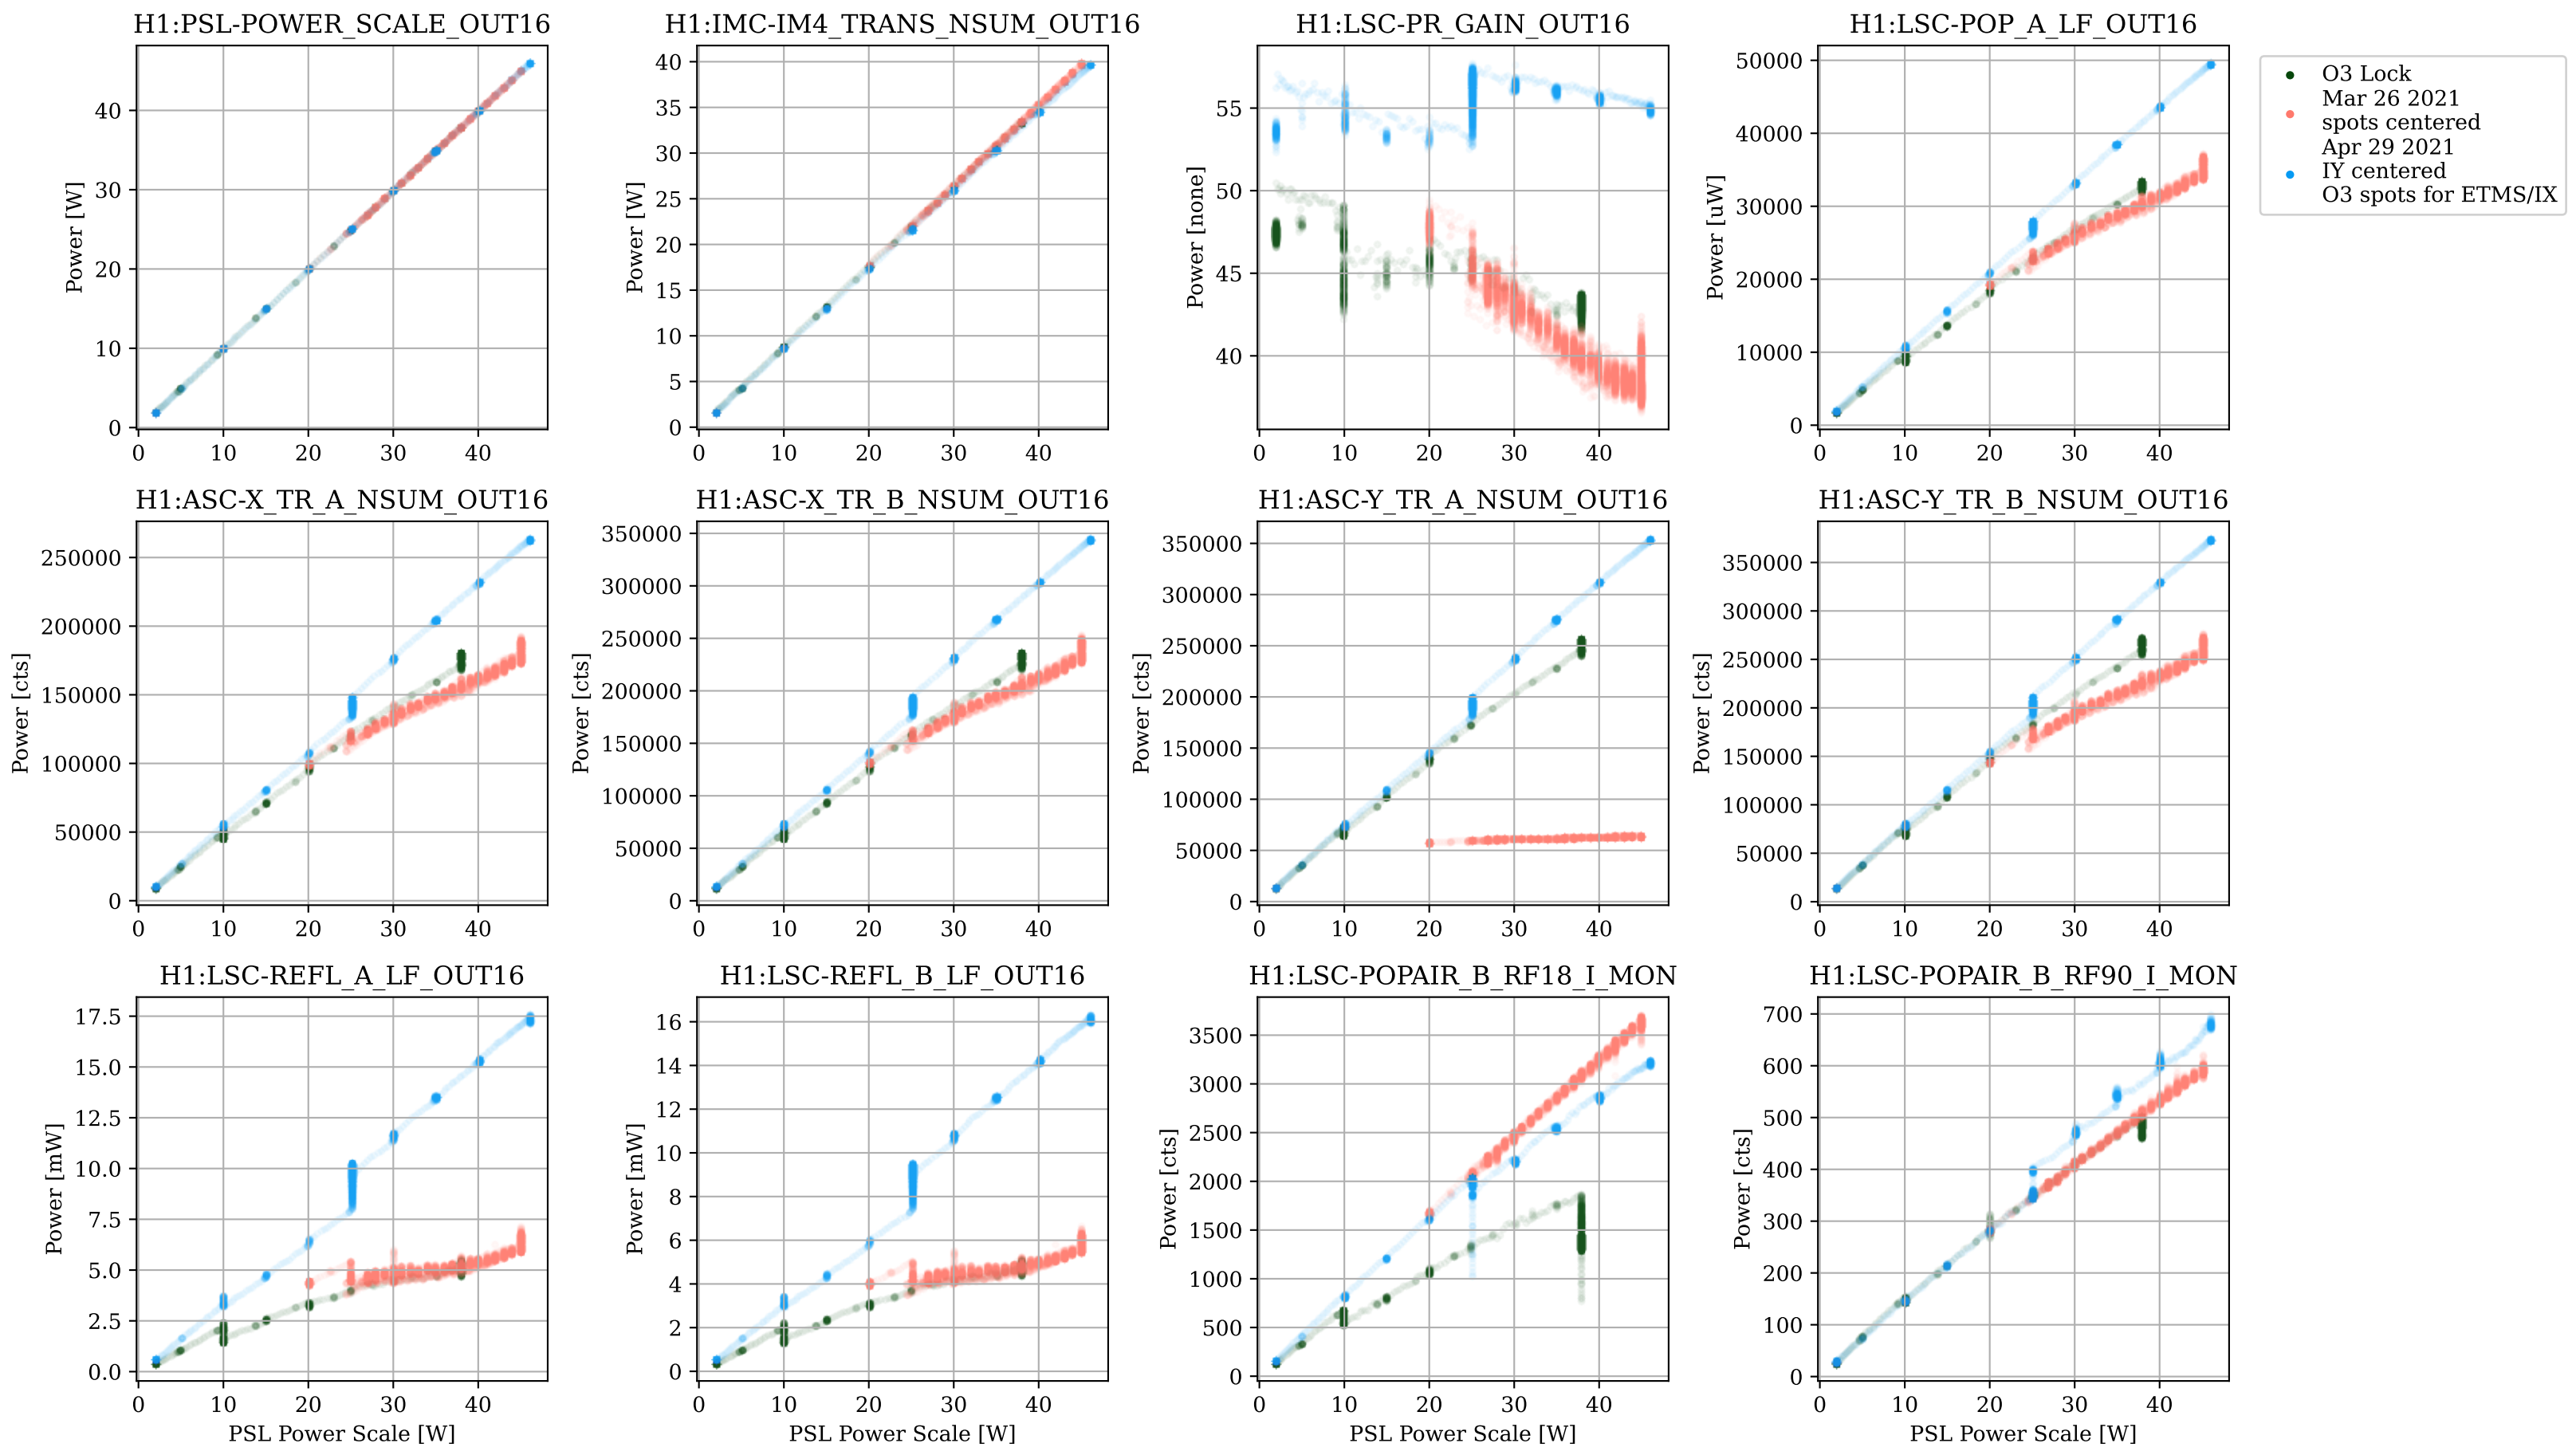 H1:PSL-POWER_SCALE_OUT16
Power [W]
40
30
20
10
0
0 10 20 30 40
H1:IMC-IM4_TRANS_NSUM_OUT16
Power [W]
40
35
30
25
20
15
10
5
0
0 10 20 30 40
H1:LSC-PR_GAIN_OUT16
Power [none]
55
50
45
40
0 10 20 30 40
H1:LSC-POP_A_LF_OUT16
Power [uW]
50000
40000
30000
20000
10000
0
0 10 20 30 40
O3 Lock
Mar 26 2021
spots centered
Apr 29 2021
IY centered
O3 spots for ETMS/IX
H1:ASC-X_TR_A_NSUM_OUT16
Power [cts]
250000
200000
150000
100000
50000
0
0 10 20 30 40
H1:ASC-X_TR_B_NSUM_OUT16
Power [cts]
350000
300000
250000
200000
150000
100000
50000
0
0 10 20 30 40
H1:ASC-Y_TR_A_NSUM_OUT16
Power [cts]
350000
300000
250000
200000
150000
100000
50000
0
0 10 20 30 40
H1:ASC-Y_TR_B_NSUM_OUT16
Power [cts]
350000
300000
250000
200000
150000
100000
50000
0
0 10 20 30 40
H1:LSC-REFL_A_LF_OUT16
Power [mW]
17.5
15.0
12.5
10.0
7.5
5.0
2.5
0.0
0 10 20 30 40
PSL Power Scale [W]
H1:LSC-REFL_B_LF_OUT16
Power [mW]
16
14
12
10
8
6
4
2
0
0 10 20 30 40
PSL Power Scale [W]
H1:LSC-POPAIR_B_RF18_I_MON
Power [cts]
3500
3000
2500
2000
1500
1000
500
0
0 10 20 30 40
PSL Power Scale [W]
H1:LSC-POPAIR_B_RF90_I_MON
Power [cts]
700
600
500
400
300
200
100
0
0 10 20 30 40
PSL Power Scale [W]